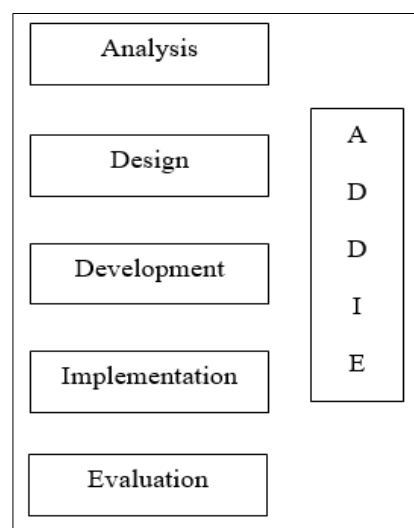 Analysis
Design
Development
Implementation
Evaluation
A
D
D
I
E